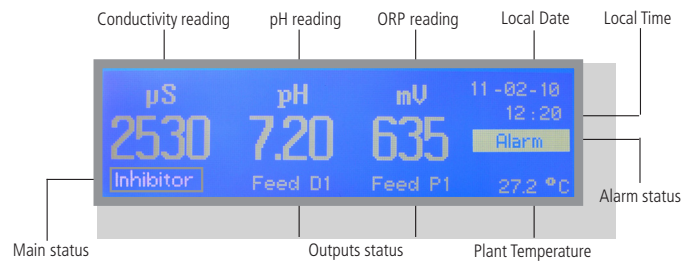 Conductivity reading pH reading ORP reading Local Date Local Time
µS pH mV 11-02-10
12:20
2530 7.20 635 Alarm
Inhibitor Feed D1 Feed P1 27.2 °C
Alarm status
Main status Outputs status Plant Temperature